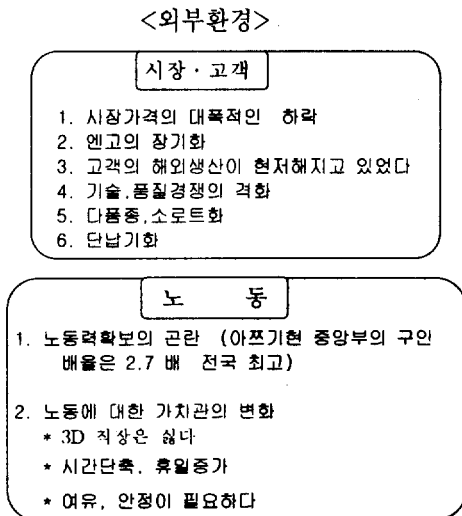 <외부환경>
시장 · 고객
1. 시장가격의 대폭적인 하락
2. 엔고의 장기화
3. 고객의 해외생산이 현저해지고 있었다
4. 기술,품질경쟁의 격화
5. 다품종,소로트화
6. 단납기화
노 동
1. 노동력확보의 곤란 (아쯔기현 중앙부의 구인
배율은 2.7 배 전국 최고)
2. 노동에 대한 가치관의 변화
* 3D 직장은 싫다
* 시간단축, 휴일증가
* 여유, 안정이 필요하다